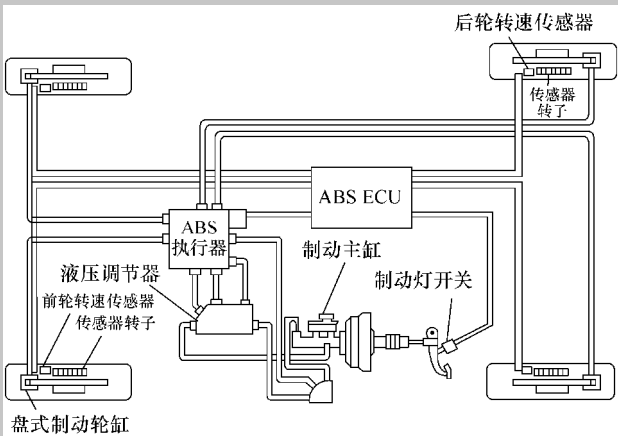 后轮转速传感器
传感器
转子
ABS ECU
ABS
执行器
制动主缸
液压调节器
制动灯开关
前轮转速传感器
传感器转子
盘式制动轮缸